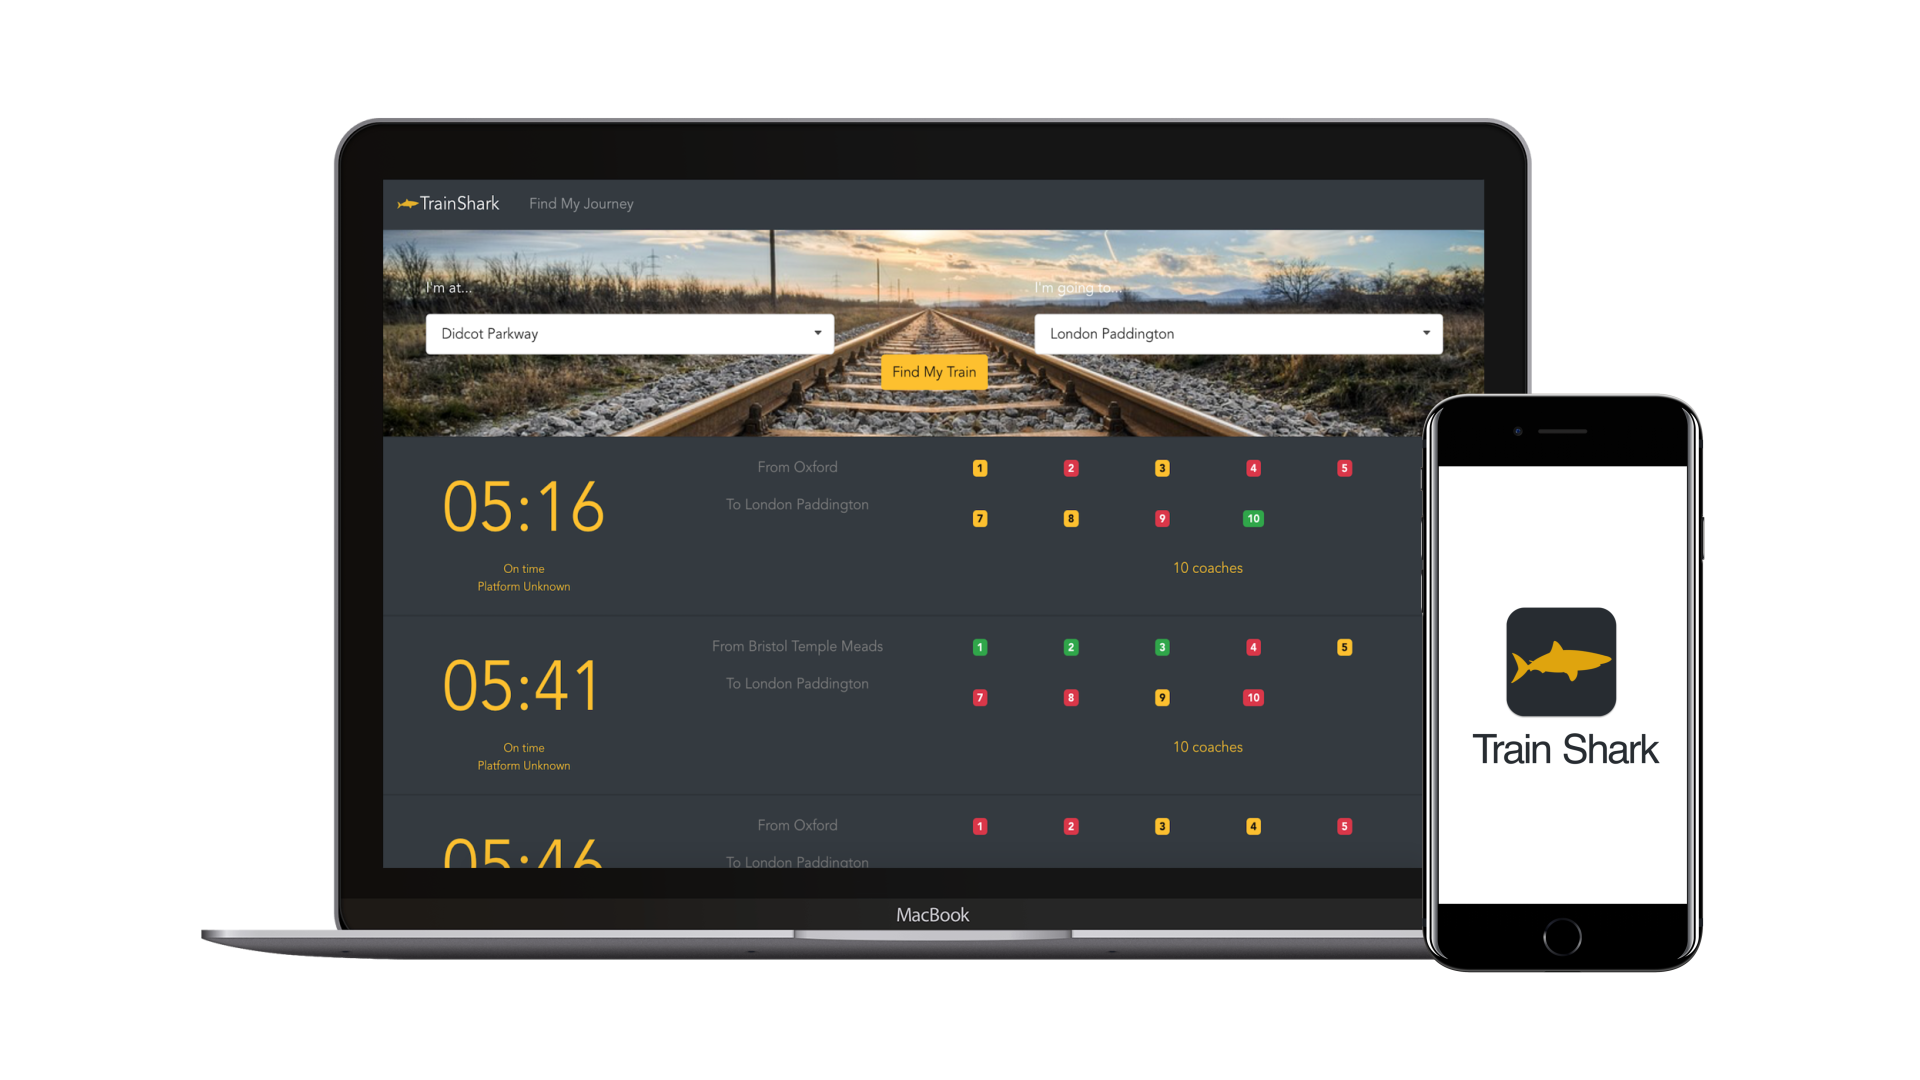 TrainShark Find My Journey
I'm at...
I'm going to...
Didcot Parkway
London Paddington
Find My Train
05:16
On time
Platform Unknown
From Oxford
To London Paddington
1 2 3 4 5
7 8 9 10
10 coaches
05:41
On time
Platform Unknown
From Bristol Temple Meads
To London Paddington
1 2 3 4 5
7 8 9 10
10 coaches
05:46
From Oxford
To London Paddington
1 2 3 4 5
MacBook
Train Shark